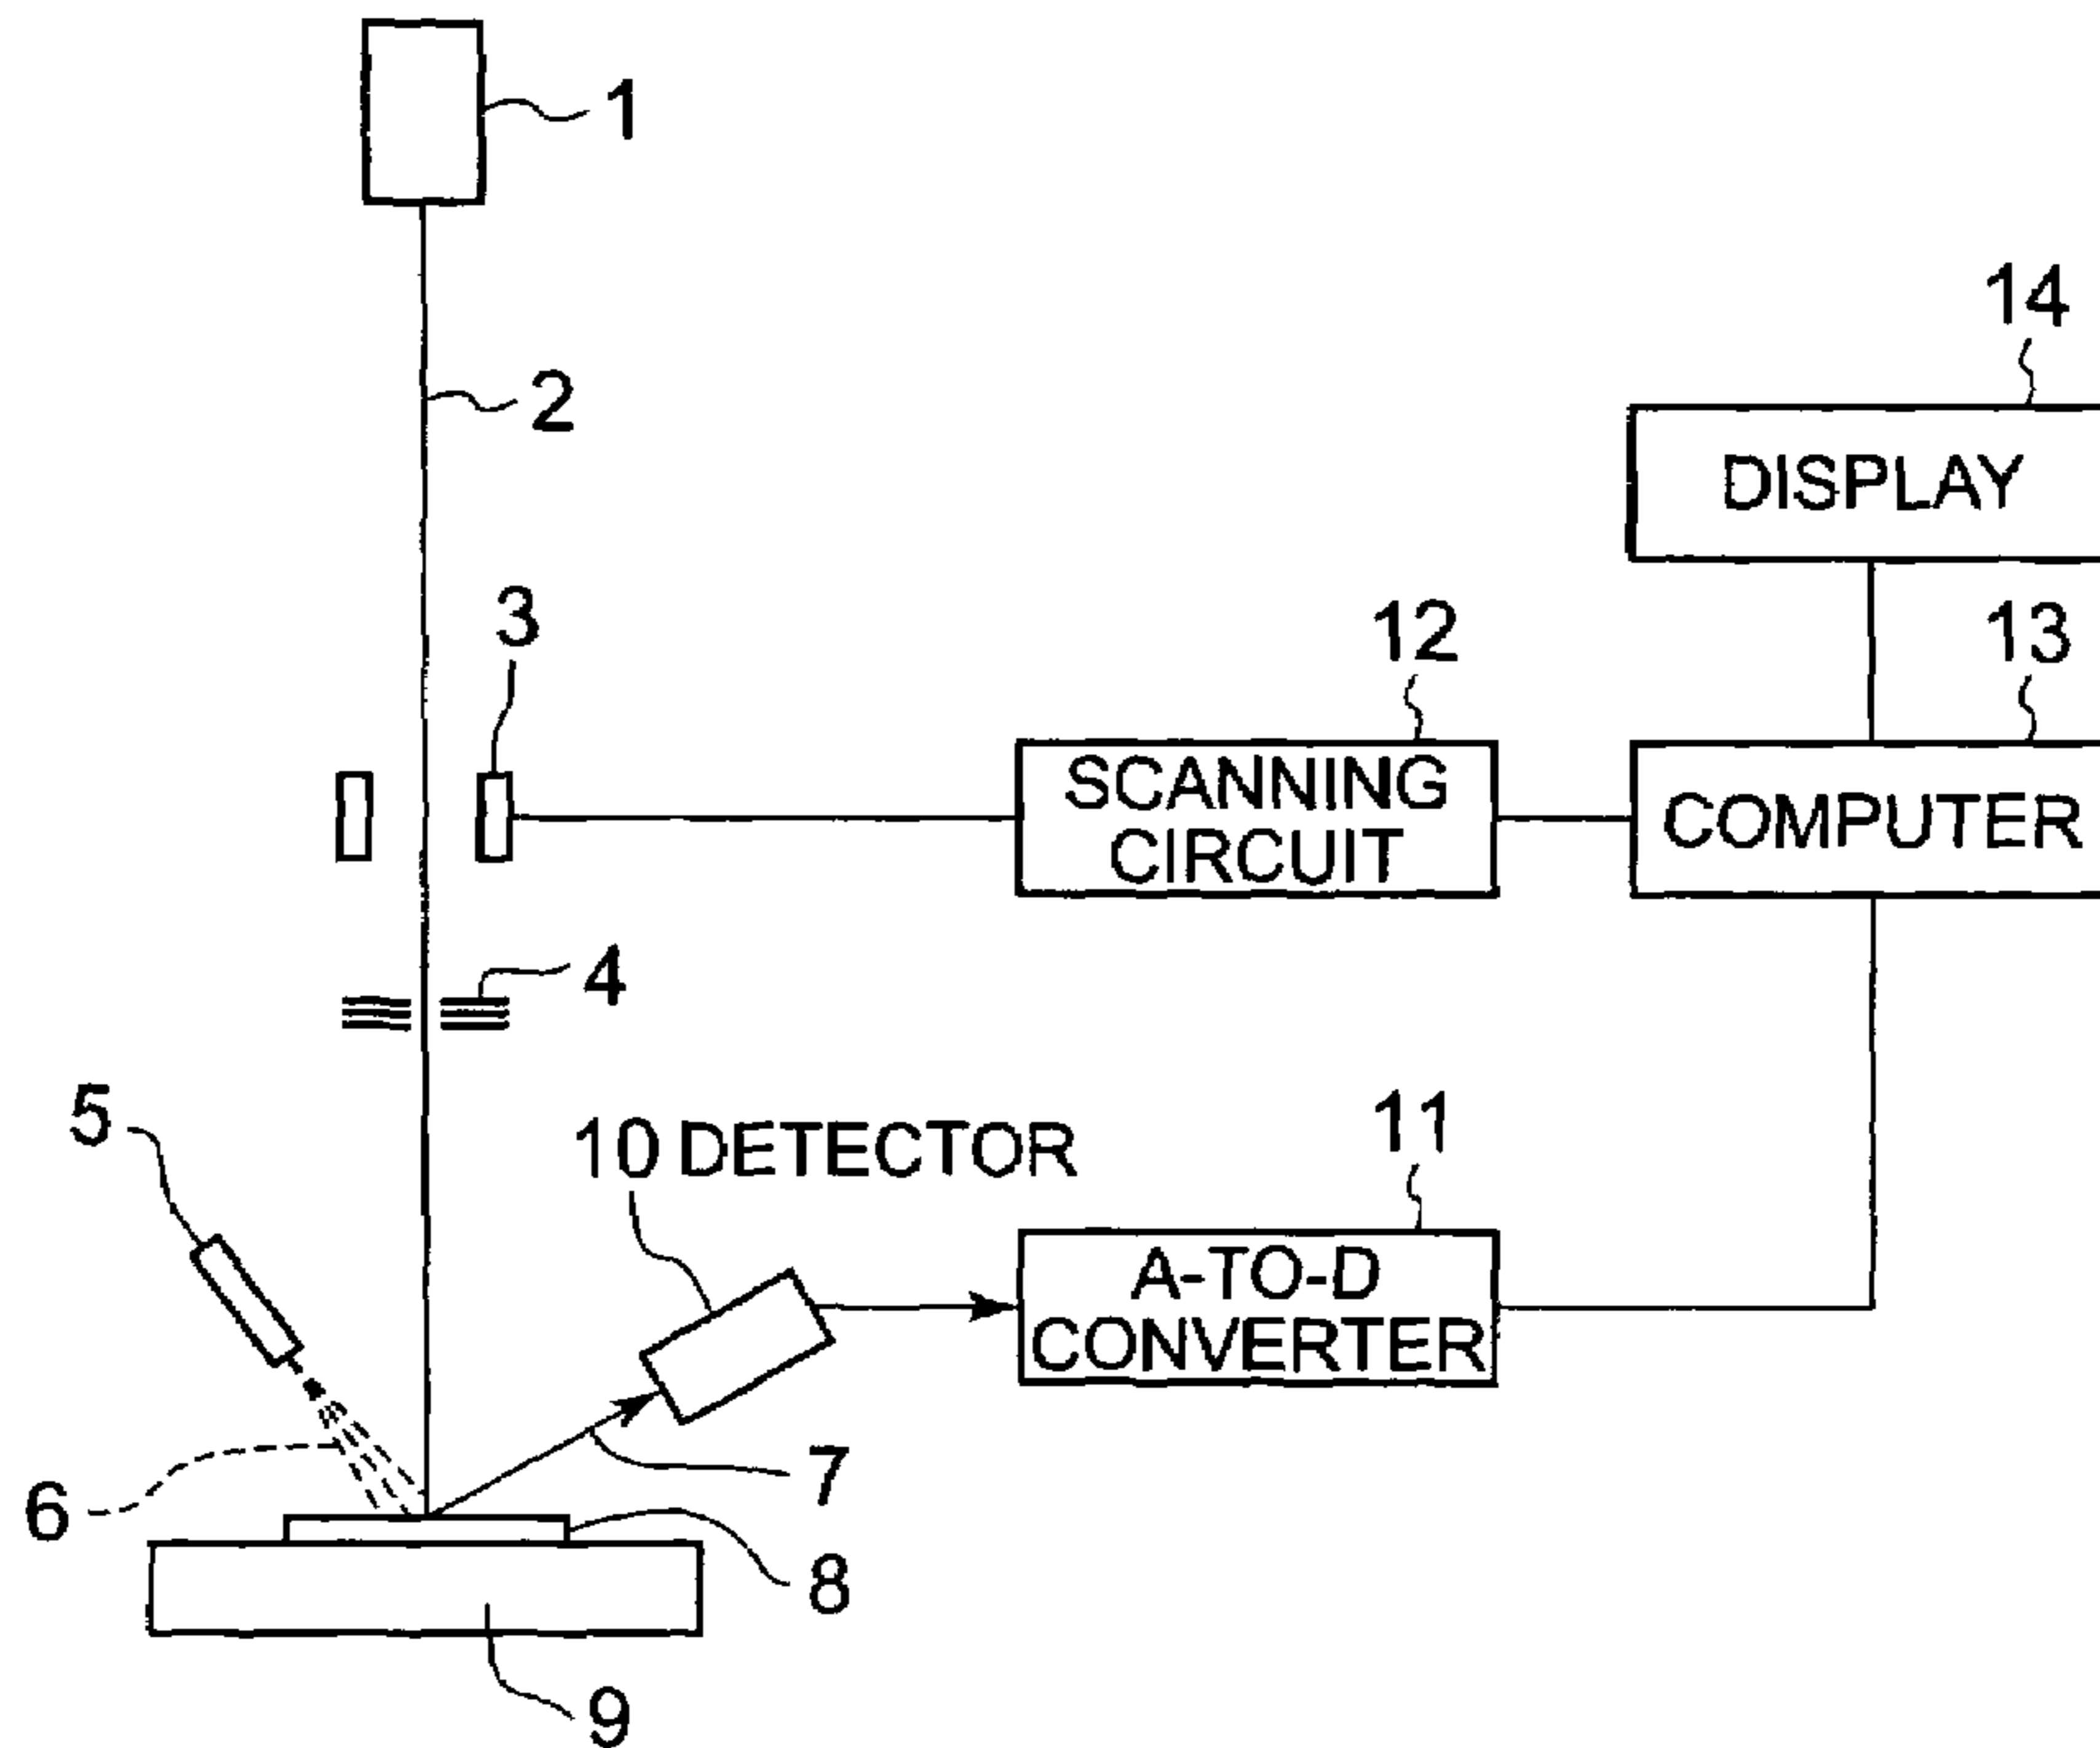 1
2
14
DISPLAY
3
12
13
SCANNING
CIRCUIT
COMPUTER
4
5
10 DETECTOR
11
A-TO-D
CONVERTER
6
7
8
9